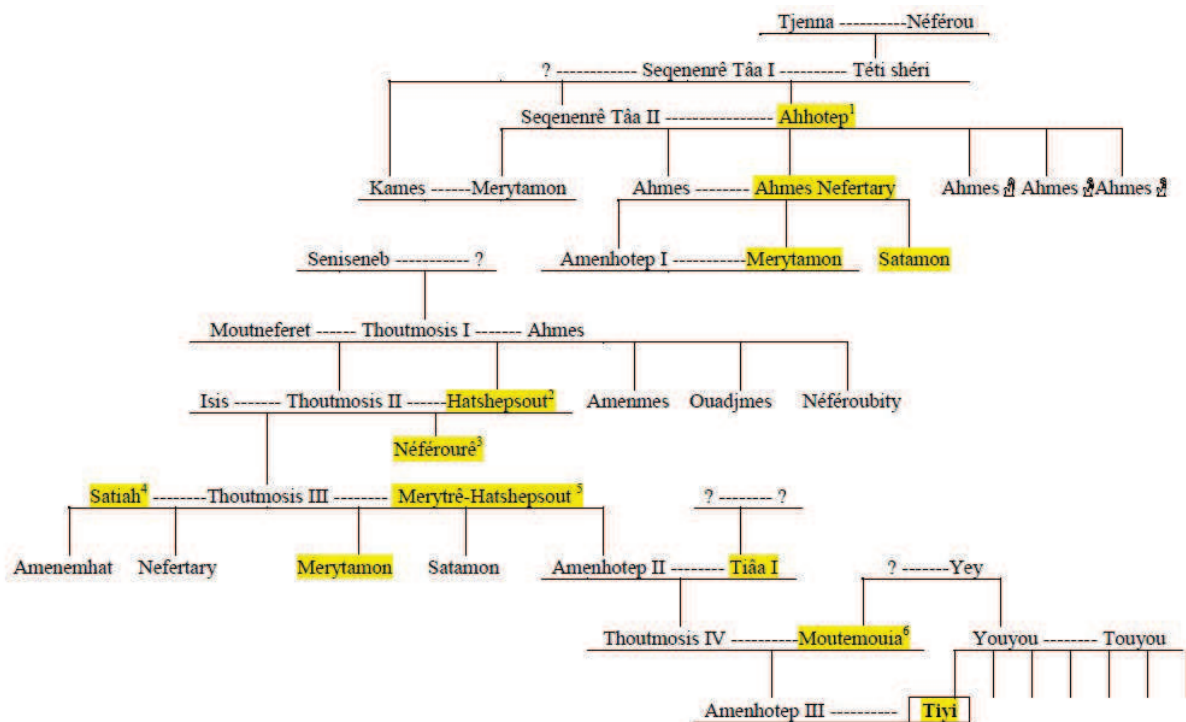 Tjenna ----------Néférou
? ------------ Seqenenrê Tâa I ---------- Téti shéri
Seqenenrê Tâa II ---------------- Ahhotep¹
Kames ------Merytamon Ahmes -------- Ahmes Nefertary Ahmes Ahmes Ahmes
Amenhotep I -----------Merytamon Satamon
Seniseneb ----------- ?
Moutneferet ------ Thoutmosis I ------ Ahmes
Isis ------- Thoutmosis II ------ Hatshepsout² Amenmes Ouadjmes Néféroubity
Néférourê³
Satiah⁴ --------Thoutmosis III -------- Merytrê-Hatshepsout ⁵ ? -------- ?
Amenemhat Nefertary Merytamon Satamon Amenhotep II -------- Tiâa I ? -------Yey
Thoutmosis IV ----------Moutemouia⁶ Youyou -------- Touyou
Amenhotep III ---------- Tiyi